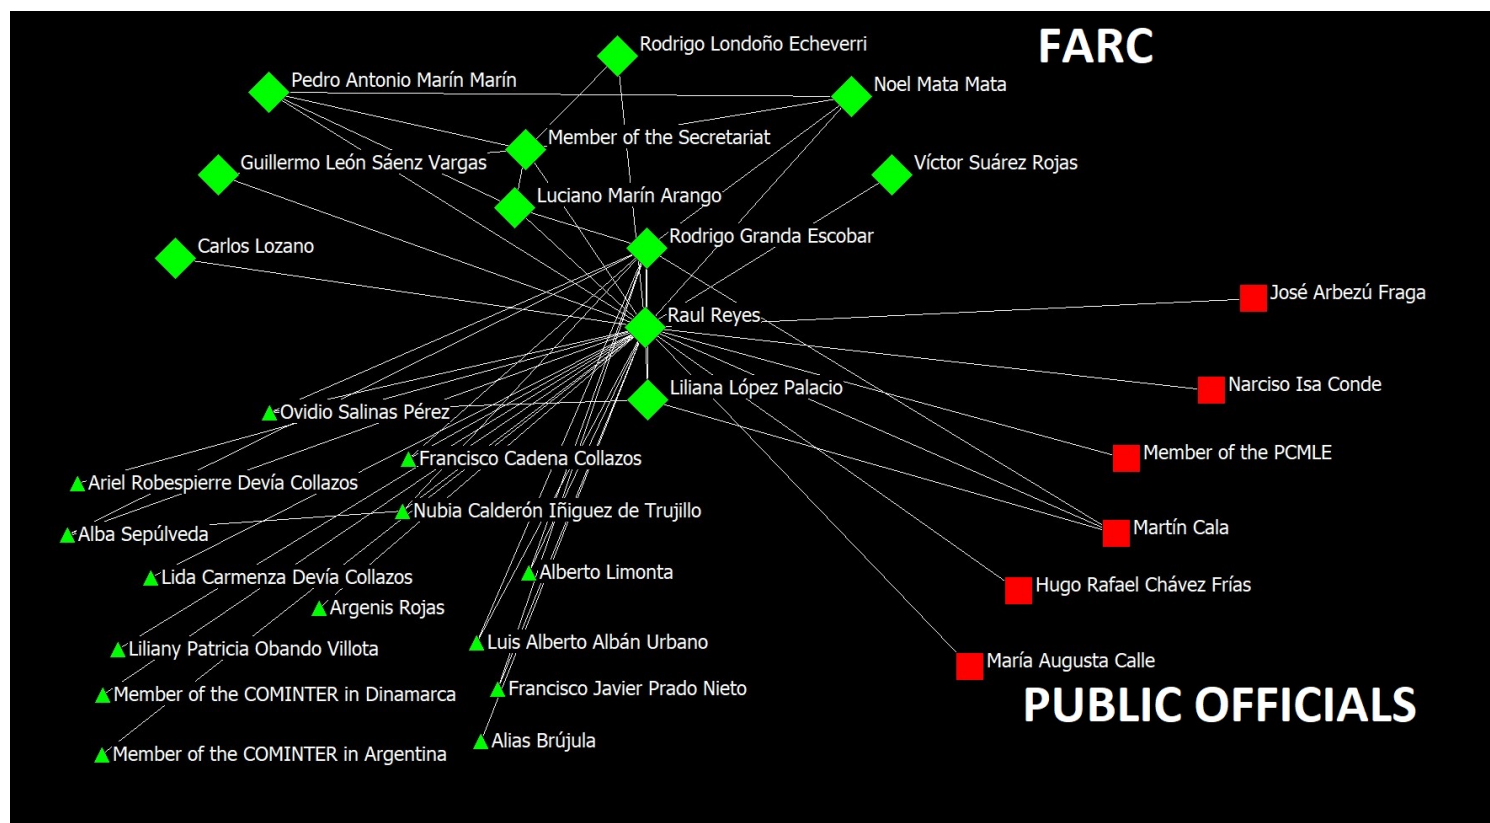 Rodrigo Londoño Echeverri
FARC
Pedro Antonio Marín Marín
Noel Mata Mata
Member of the Secretariat
Guillermo León Sáenz Vargas
Víctor Suárez Rojas
Luciano Marín Arango
Rodrigo Granda Escobar
Carlos Lozano
José Arbezú Fraga
Raul Reyes
Liliana López Palacio
Narciso Isa Conde
Ovidio Salinas Pérez
Member of the PCMLE
Francisco Cadena Collazos
Ariel Robespierre Devía Collazos
Nubia Calderón Iñiguez de Trujillo
Martín Cala
Alba Sepúlveda
Alberto Limonta
Lida Carmenza Devía Collazos
Hugo Rafael Chávez Frías
Argenis Rojas
Luis Alberto Albán Urbano
Liliany Patricia Obando Villota
María Augusta Calle
Francisco Javier Prado Nieto
Member of the COMINTER in Dinamarca
PUBLIC OFFICIALS
Alias Brújula
Member of the COMINTER in Argentina